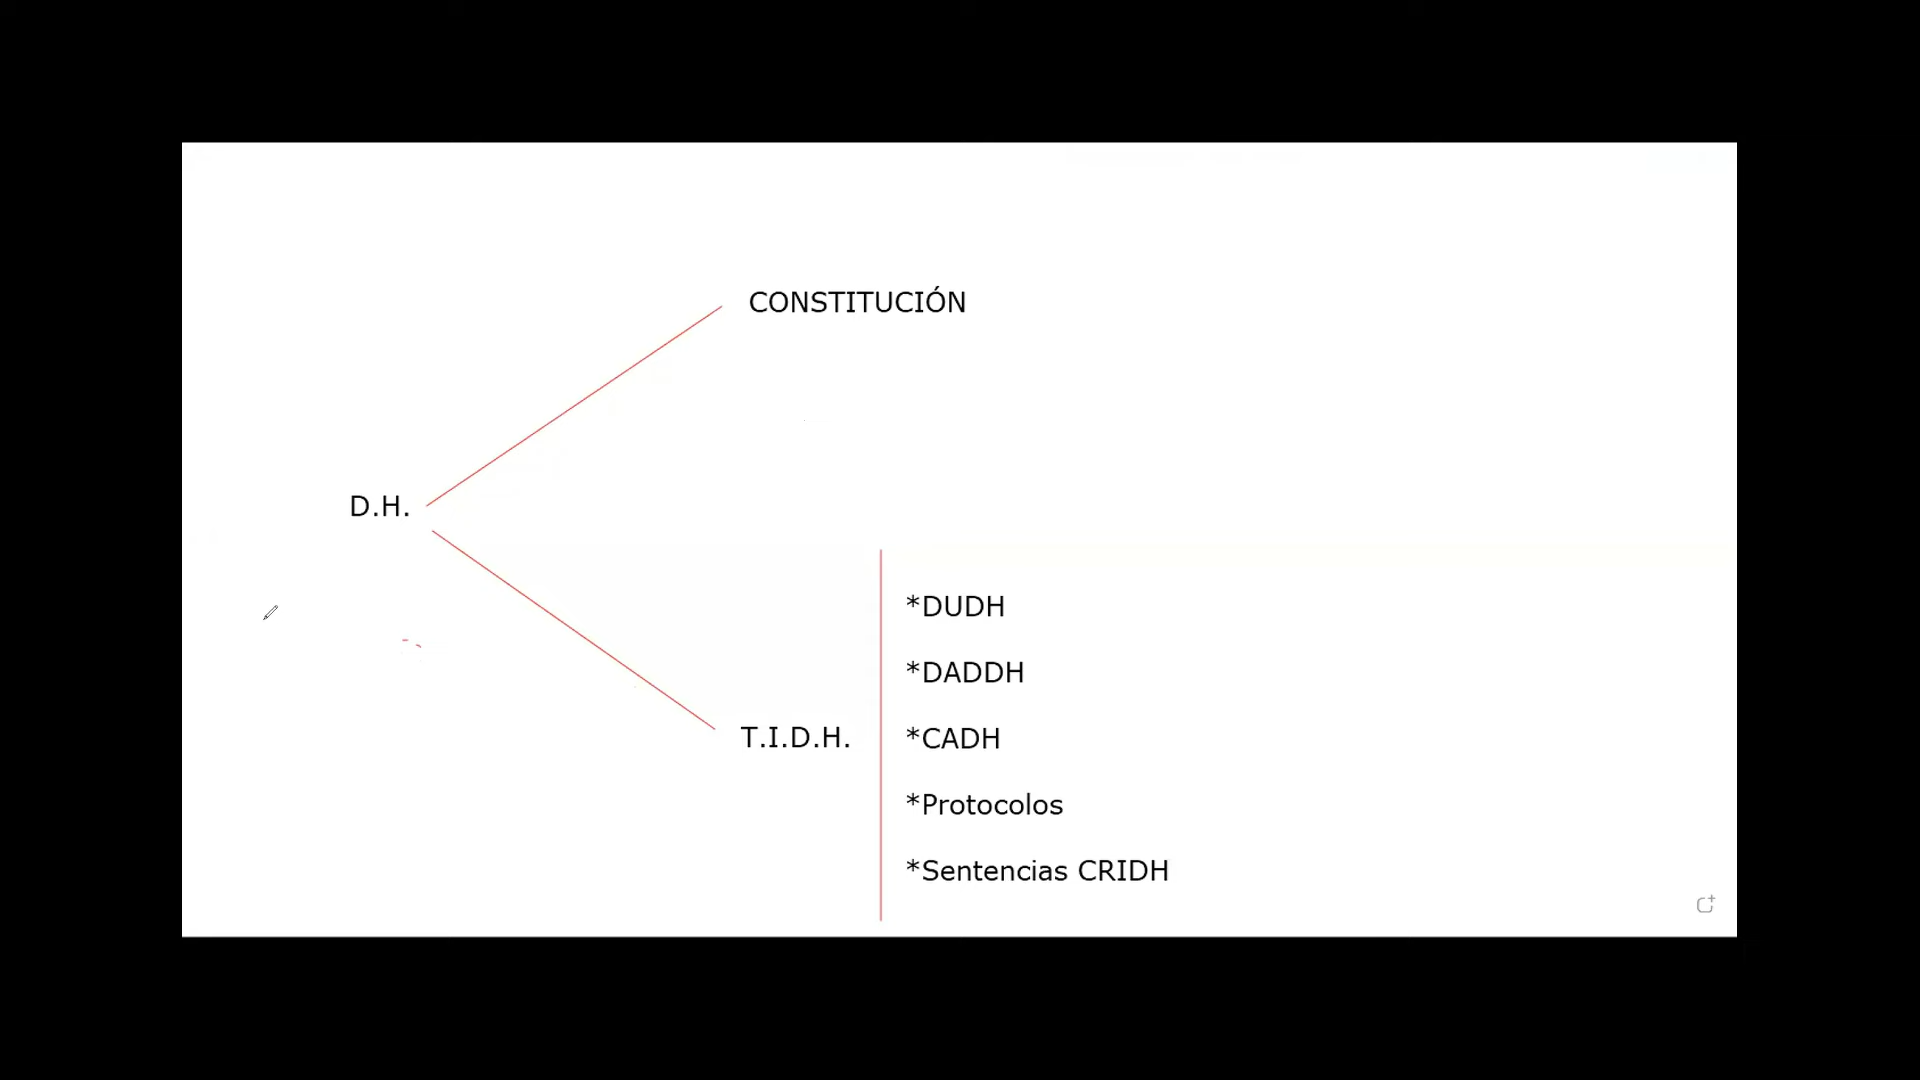 CONSTITUCIÓN
D.H.
T.I.D.H.
*DUDH
*DADDH
*CADH
*Protocolos
*Sentencias CRIDH